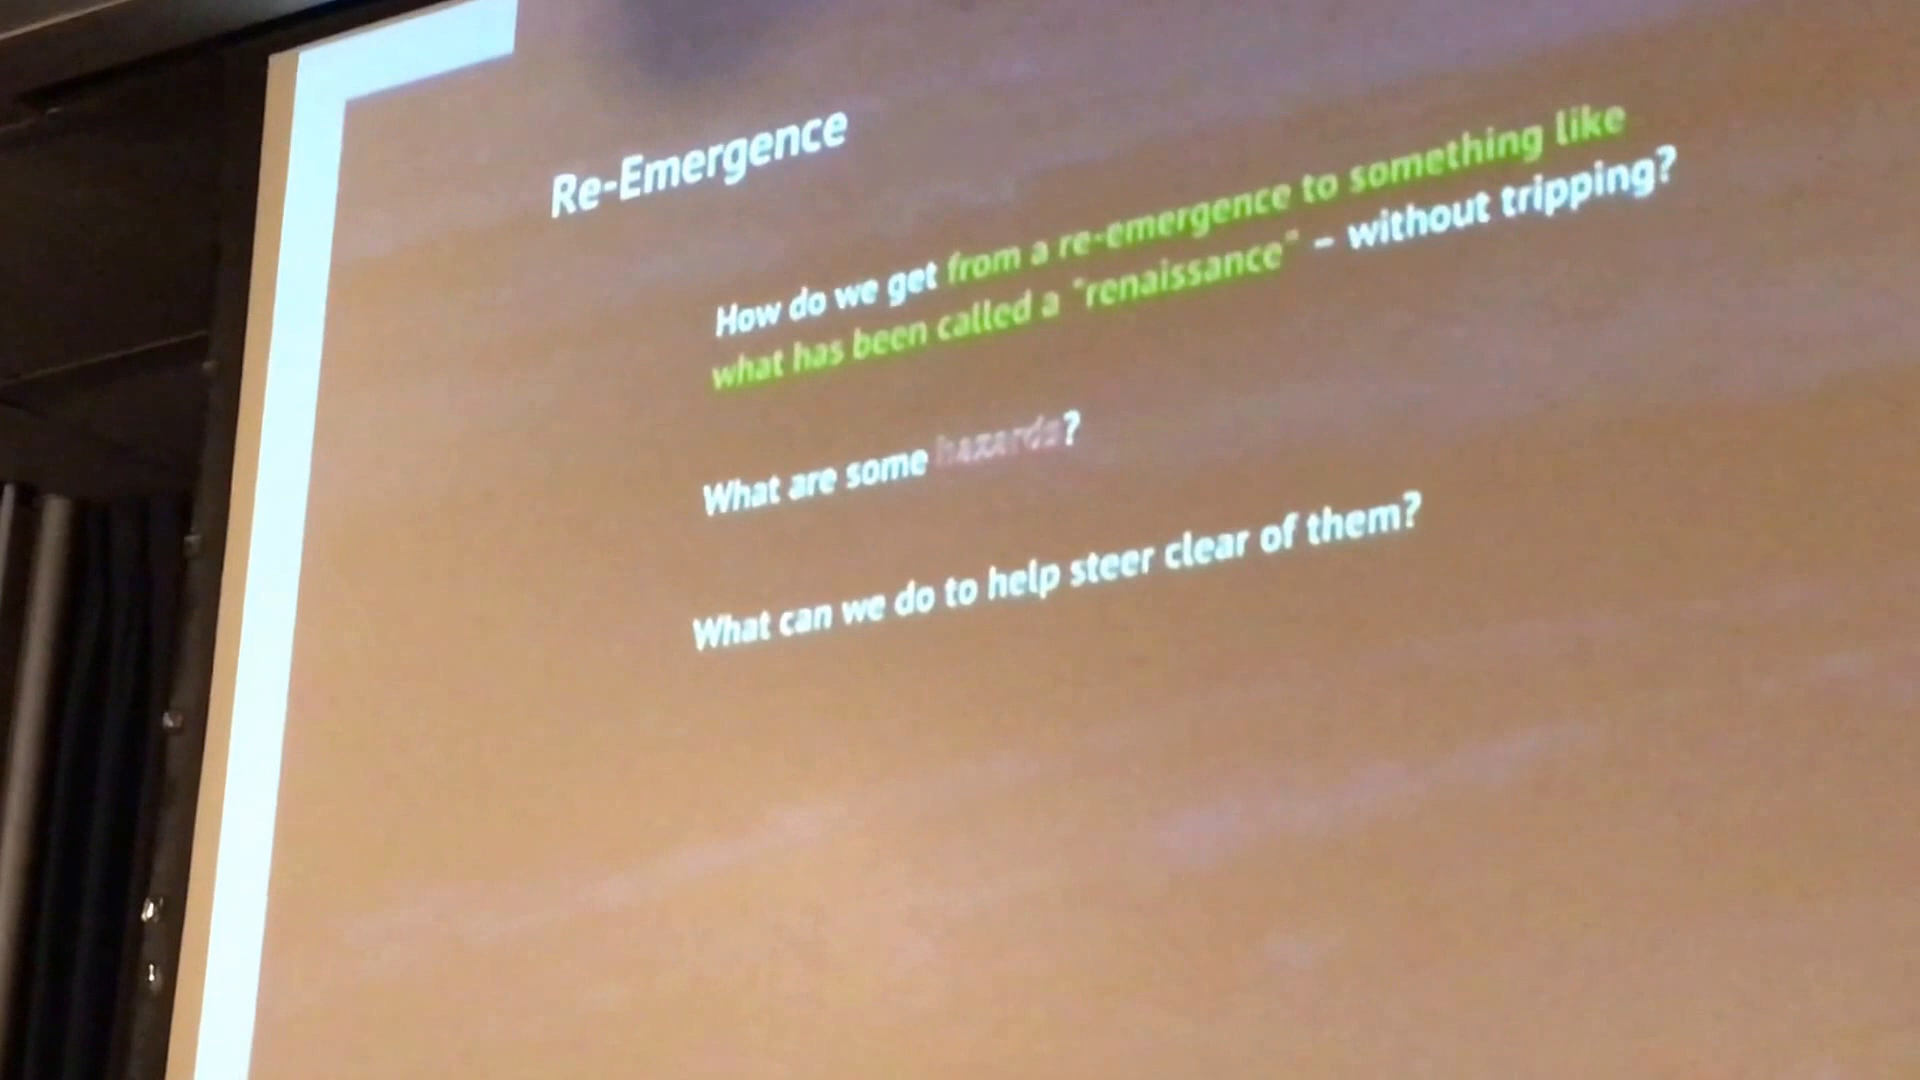 Re-Emergence
How do we get from a re-emergence to something like
what has been called a "renaissance" – without tripping?
What are some hazards?
What can we do to help steer clear of them?